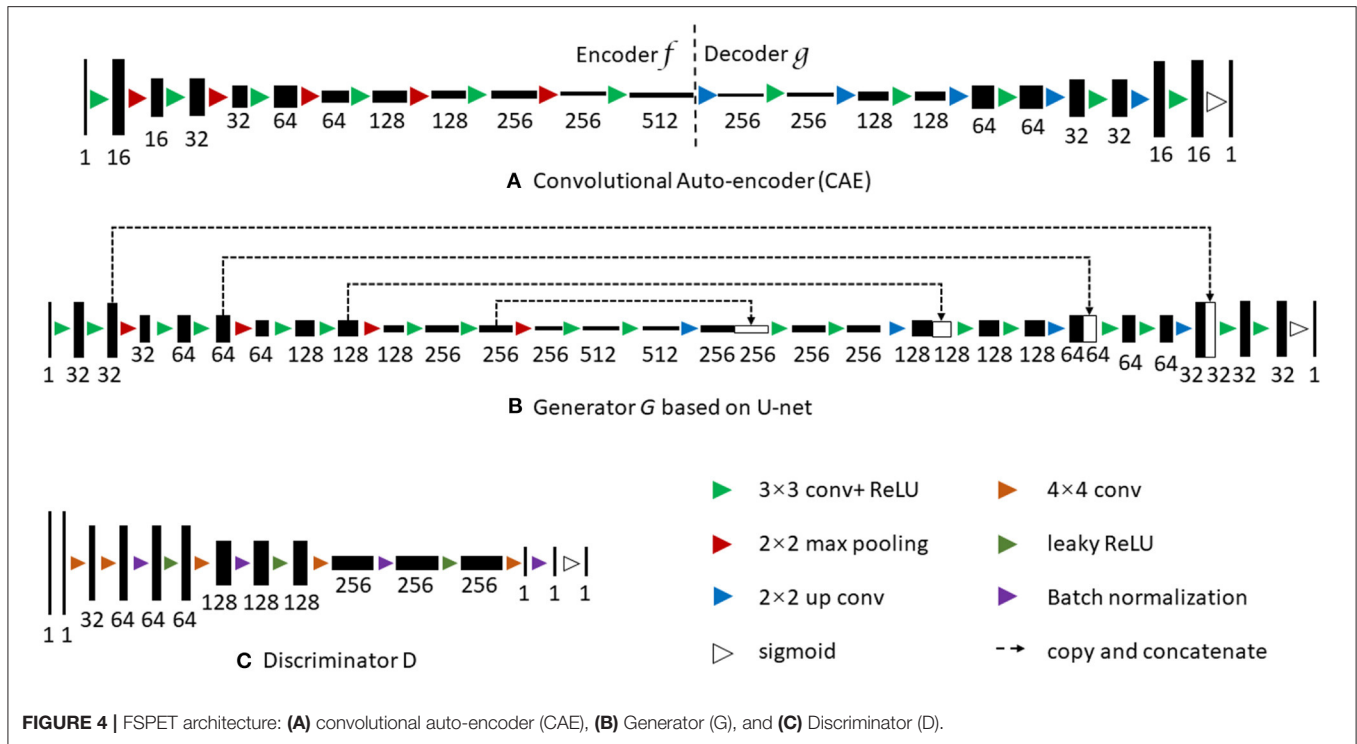 Encoder f Decoder g
1 16 16 32 32 64 64 128 128 256 256 512 256 256 128 128 64 64 32 32 16 16 1
A Convolutional Auto-encoder (CAE)
1 32 32 32 64 64 64 128 128 128 256 256 256 512 512 256 256 256 256 128 128 128 128 64 64 64 64 32 32 32 32 1
B Generator G based on U-net
1 1 32 64 64 64 128 128 128 256 256 256 1 1 1
C Discriminator D
3×3 conv+ ReLU
2×2 max pooling
2×2 up conv
sigmoid
4×4 conv
leaky ReLU
Batch normalization
copy and concatenate
FIGURE 4 | FSPET architecture: (A) convolutional auto-encoder (CAE), (B) Generator (G), and (C) Discriminator (D).